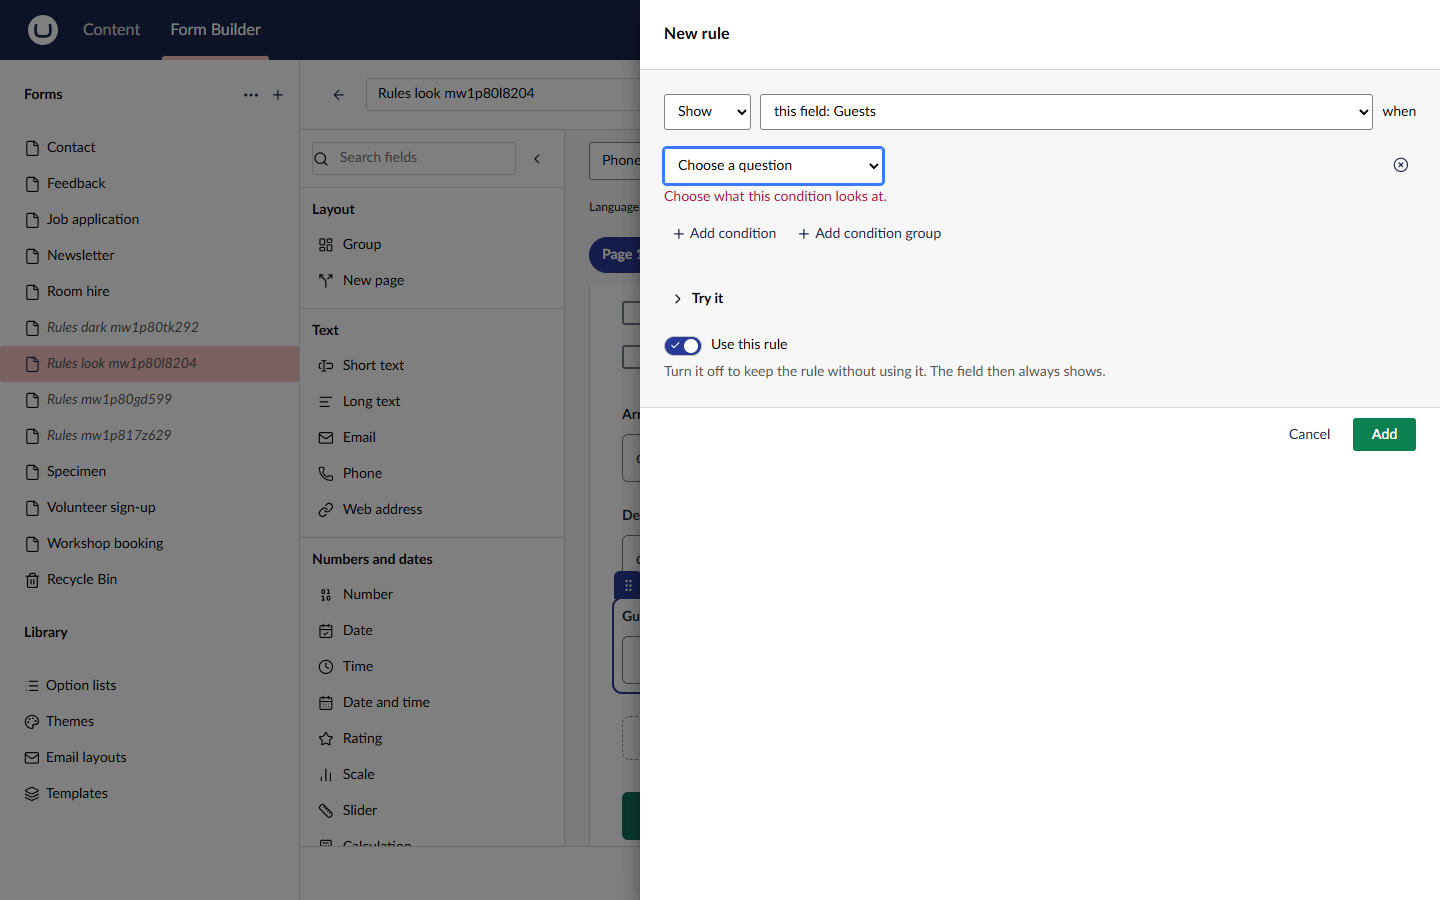 Content
Form Builder
Forms
Contact
Feedback
Job application
Newsletter
Room hire
Rules dark mw1p80tk292
Rules look mw1p80l8204
Rules mw1p80gd599
Rules mw1p817z629
Specimen
Volunteer sign-up
Workshop booking
Recycle Bin
Library
Option lists
Themes
Email layouts
Templates
Rules look mw1p80l8204
Search fields
Layout
Group
New page
Text
Short text
Long text
Email
Phone
Web address
Numbers and dates
Number
Date
Time
Date and time
Rating
Scale
Slider
Calculation
Phone
Language
Page 1
New rule
Show
this field: Guests
when
Choose a question
Choose what this condition looks at.
Add condition
Add condition group
Try it
Use this rule
Turn it off to keep the rule without using it. The field then always shows.
Cancel
Add